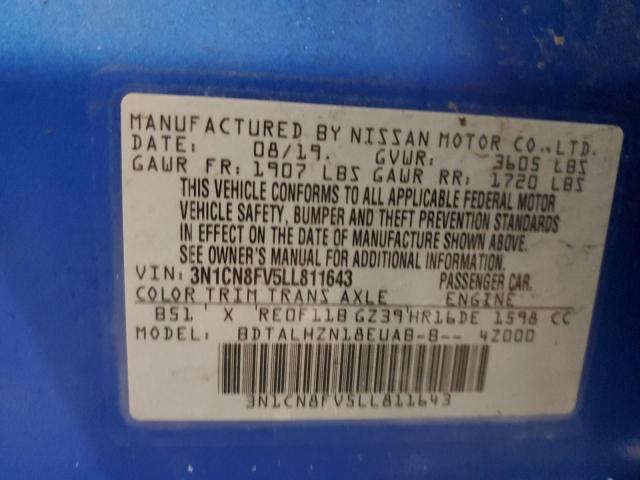 MANUFACTURED BY NISSAN MOTOR CO.,LTD.
DATE: 08/19. GVWR: 3605 LBS
GAWR FR: 1907 LBS GAWR RR: 1720 LBS
THIS VEHICLE CONFORMS TO ALL APPLICABLE FEDERAL MOTOR
VEHICLE SAFETY, BUMPER AND THEFT PREVENTION STANDARDS
IN EFFECT ON THE DATE OF MANUFACTURE SHOWN ABOVE.
SEE OWNER'S MANUAL FOR ADDITIONAL INFORMATION.
VIN: 3N1CN8FV5LL811643 PASSENGER CAR.
COLOR TRIM TRANS AXLE ENGINE
B51 ' X ' RE0F11B GZ39 ' HR16DE 1598 CC
MODEL: BDTALHZN18EUAB-B-- 4Z000
3N1CN8FV5LL811643